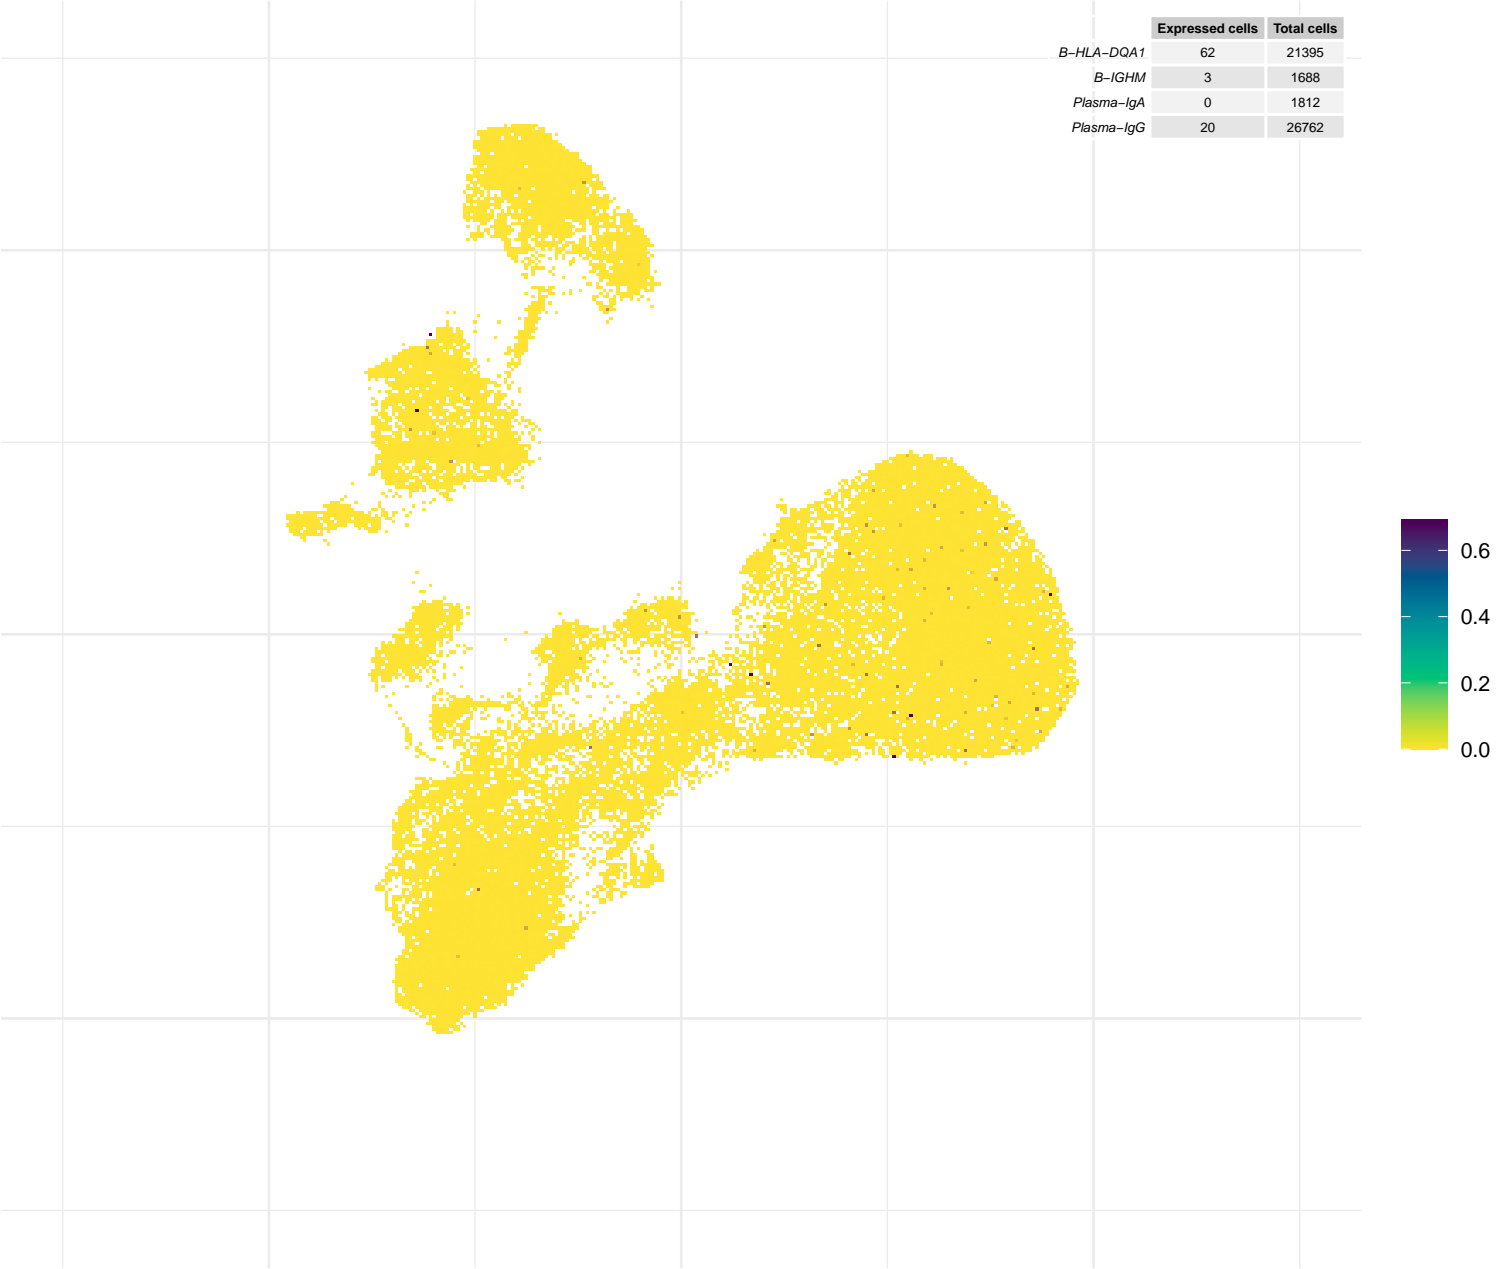 Expressed cells Total cells
B−HLA−DQA1 62 21395
B−IGHM 3 1688
Plasma−IgA 0 1812
Plasma−IgG 20 26762
0.6
0.4
0.2
0.0